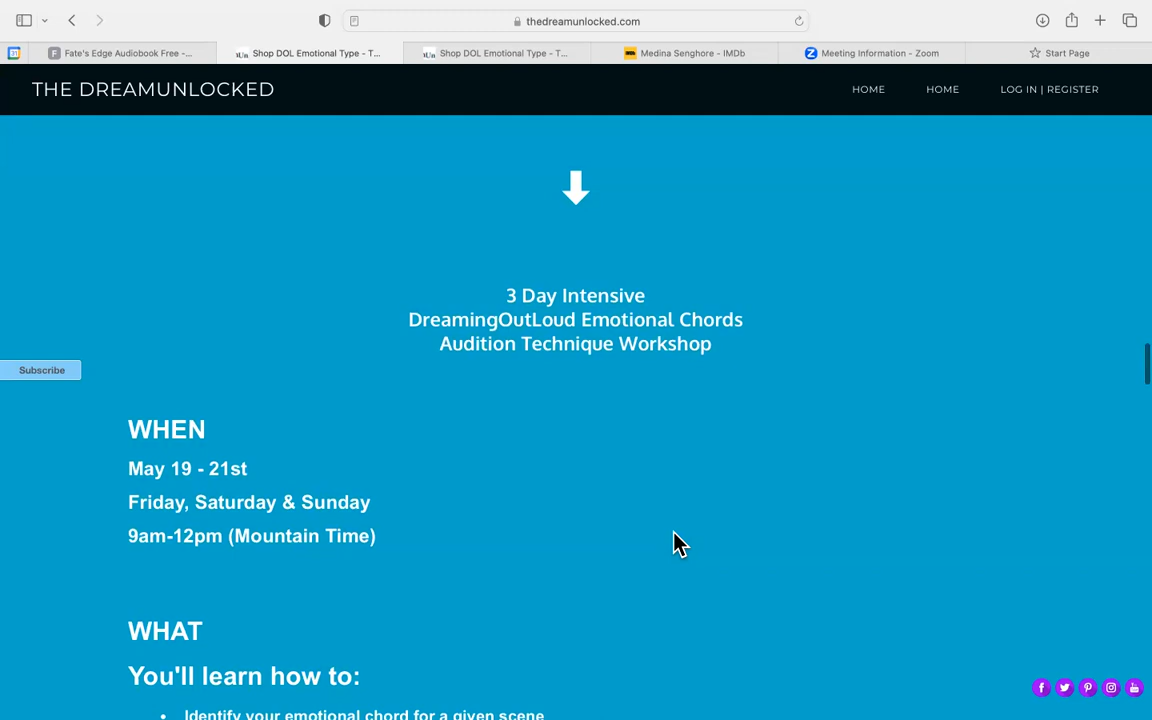 thedreamunlocked.com
Fate's Edge Audiobook Free -...
Shop DOL Emotional Type - T...
Shop DOL Emotional Type - T...
Medina Senghore - IMDb
Meeting Information - Zoom
Start Page
THE DREAMUNLOCKED
HOME
HOME
LOG IN | REGISTER
3 Day Intensive
DreamingOutLoud Emotional Chords
Audition Technique Workshop
Subscribe
WHEN
May 19 - 21st
Friday, Saturday & Sunday
9am-12pm (Mountain Time)
WHAT
You'll learn how to:
• Identify your emotional chord for a given scene